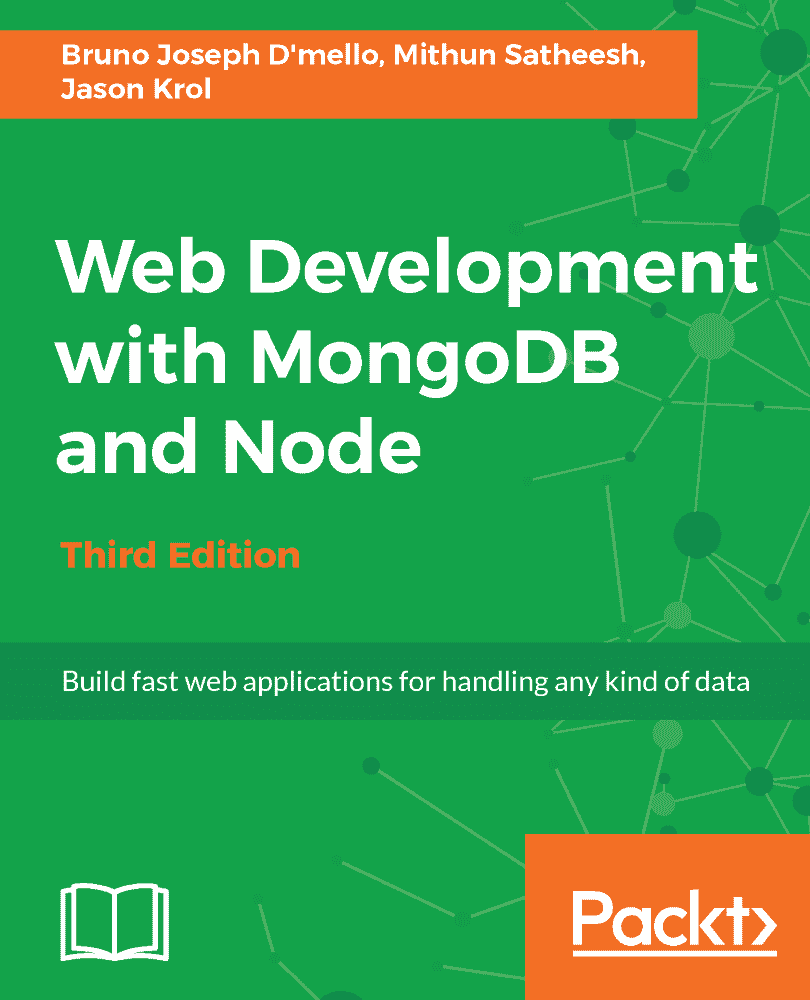 Bruno Joseph D'mello, Mithun Satheesh,
Jason Krol
Web Development
with MongoDB
and Node
Third Edition
Build fast web applications for handling any kind of data
Packt>